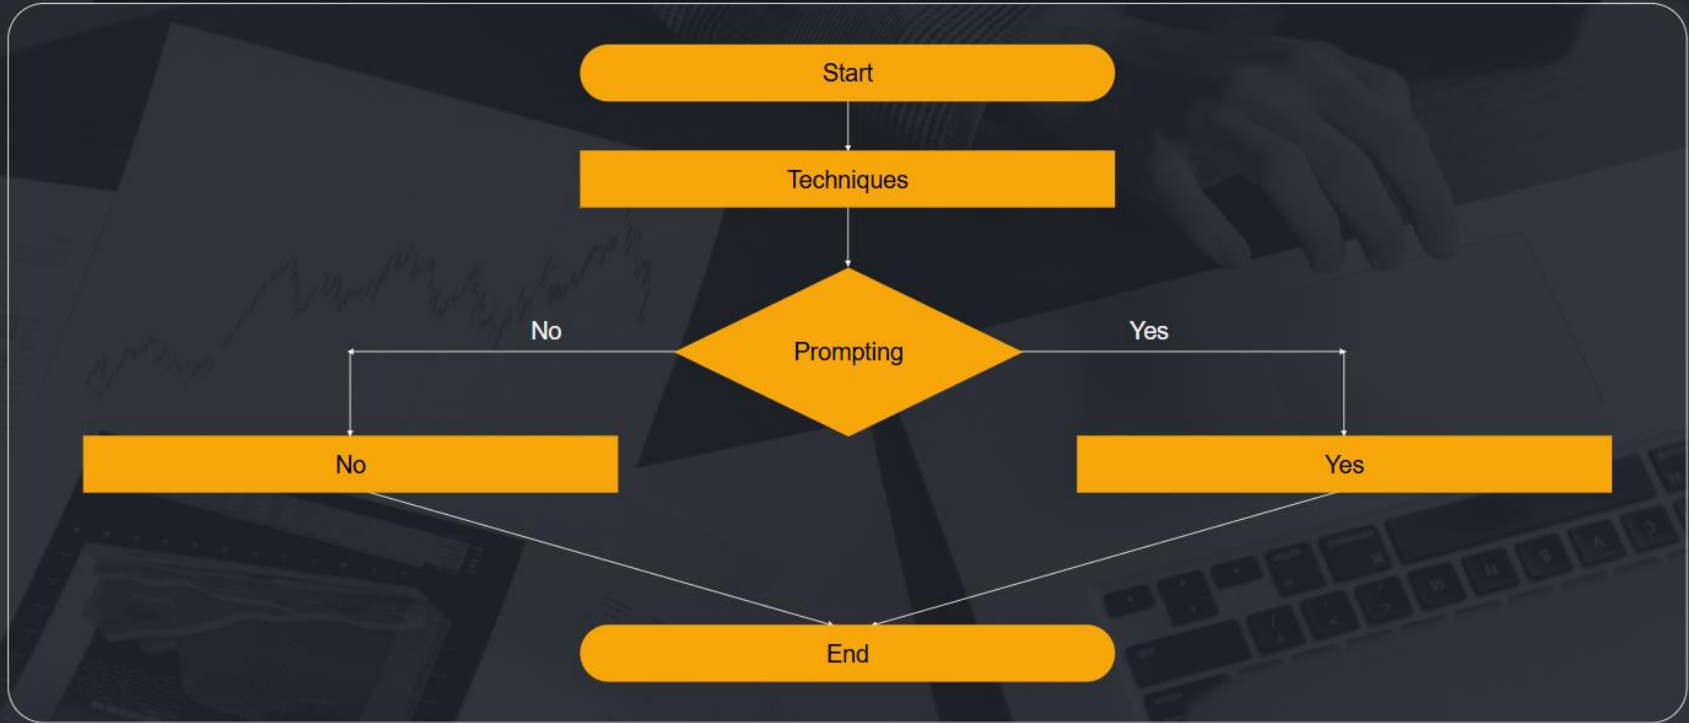 Start
Techniques
Prompting
No
Yes
No
Yes
End